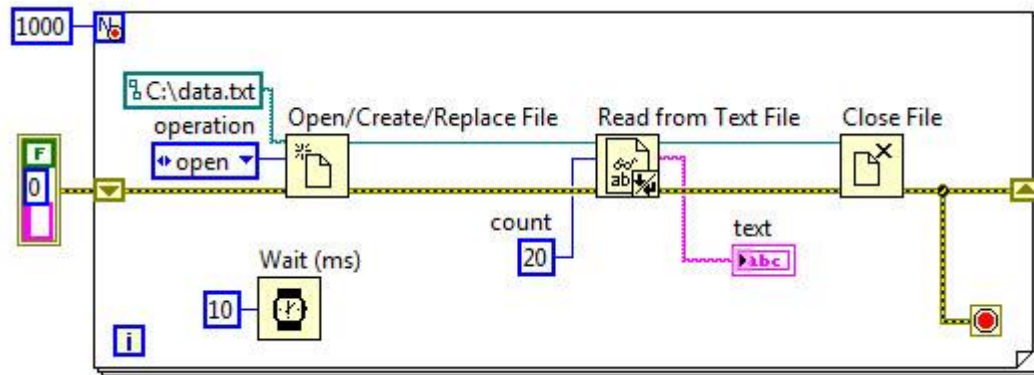 1000
N
C:\data.txt
operation
Open/Create/Replace File
Read from Text File
Close File
open
F
0
ab
count
20
text
abc
Wait (ms)
10
i